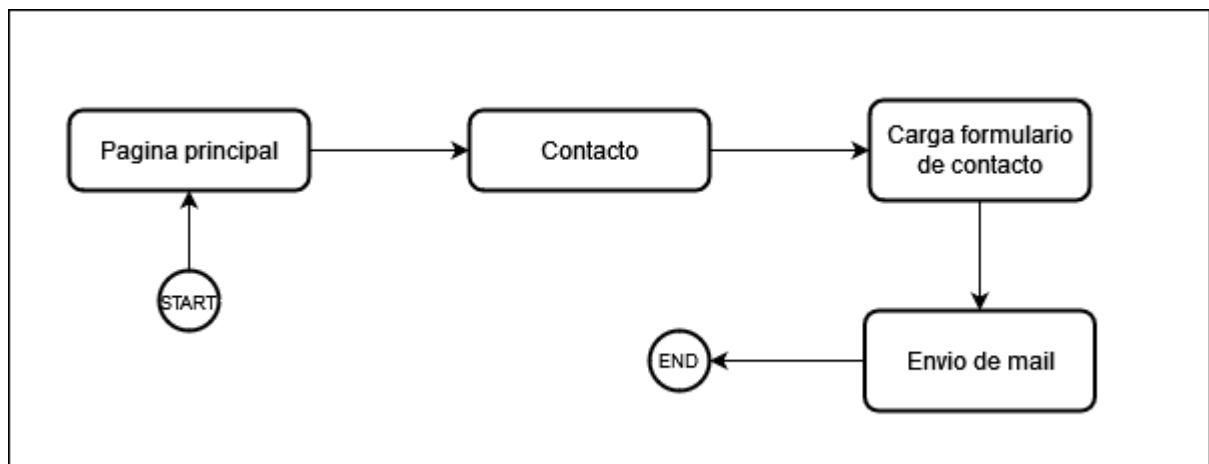 Pagina principal
Contacto
Carga formulario
de contacto
START
END
Envio de mail